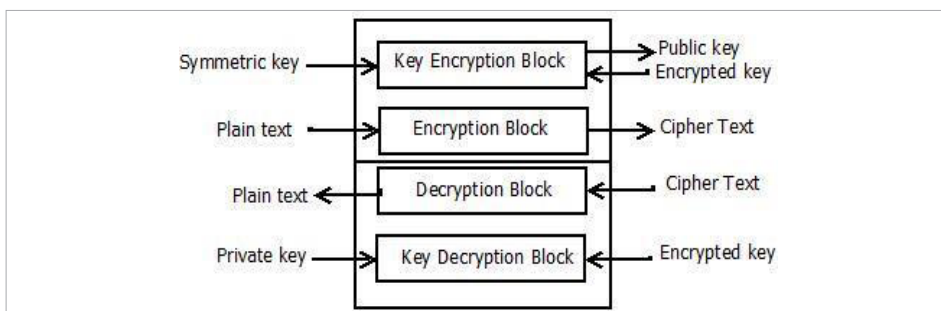 Symmetric key
Key Encryption Block
Public key
Encrypted key
Plain text
Encryption Block
Cipher Text
Plain text
Decryption Block
Cipher Text
Private key
Key Decryption Block
Encrypted key